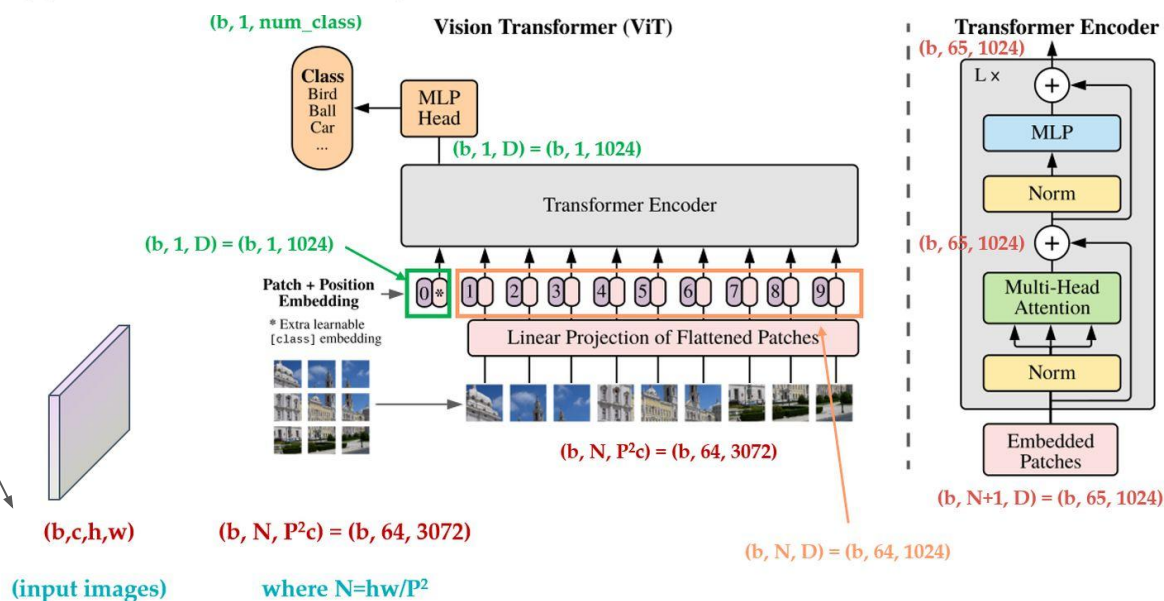 (b, 1, num_class)
Vision Transformer (ViT)
Transformer Encoder
(b, 65, 1024)
L x
+
Class
Bird
Ball
Car
...
MLP
Head
MLP
(b, 1, D) = (b, 1, 1024)
Norm
Transformer Encoder
(b, 1, D) = (b, 1, 1024)
(b, 65, 1024)
+
Patch + Position
Embedding
0 * 1 2 3 4 5 6 7 8 9
Multi-Head
Attention
* Extra learnable
[class] embedding
Linear Projection of Flattened Patches
Norm
(b, N, P²c) = (b, 64, 3072)
Embedded
Patches
(b, N+1, D) = (b, 65, 1024)
(b,c,h,w)
(b, N, P²c) = (b, 64, 3072)
(b, N, D) = (b, 64, 1024)
(input images)
where N=hw/P²